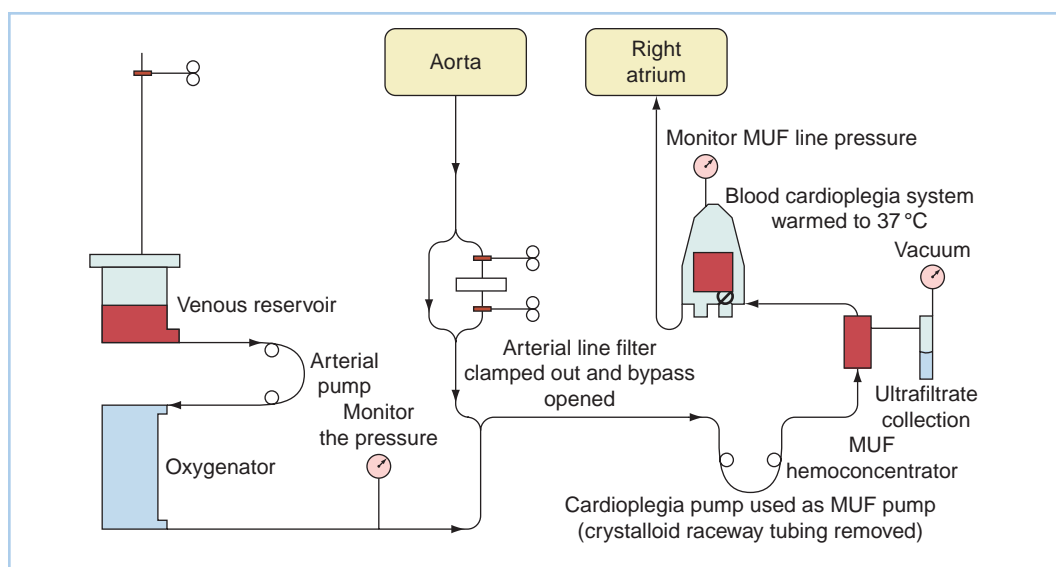 Aorta
Right
atrium
Monitor MUF line pressure
Blood cardioplegia system
warmed to 37 °C
Vacuum
Venous reservoir
Arterial
pump
Arterial line filter
clamped out and bypass
opened
Monitor
the pressure
Ultrafiltrate
collection
Oxygenator
MUF
hemoconcentrator
Cardioplegia pump used as MUF pump
(crystalloid raceway tubing removed)